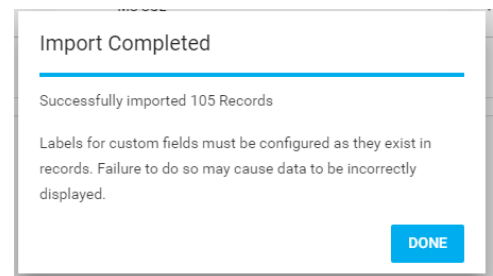 Import Completed
Successfully imported 105 Records
Labels for custom fields must be configured as they exist in
records. Failure to do so may cause data to be incorrectly
displayed.
DONE